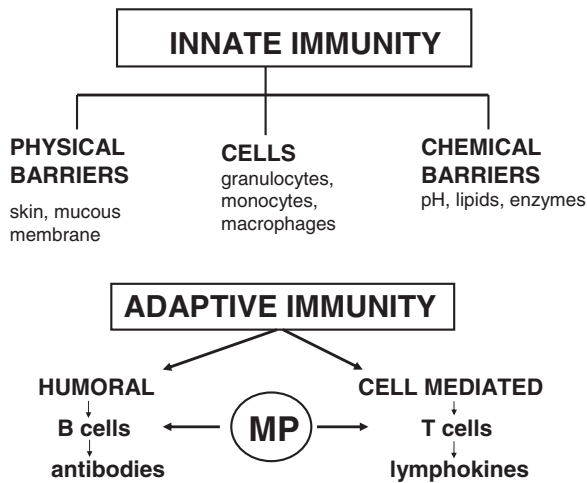 INNATE IMMUNITY
PHYSICAL
BARRIERS
skin, mucous
membrane
CELLS
granulocytes,
monocytes,
macrophages
CHEMICAL
BARRIERS
pH, lipids, enzymes
ADAPTIVE IMMUNITY
HUMORAL
B cells
antibodies
MP
CELL MEDIATED
T cells
lymphokines